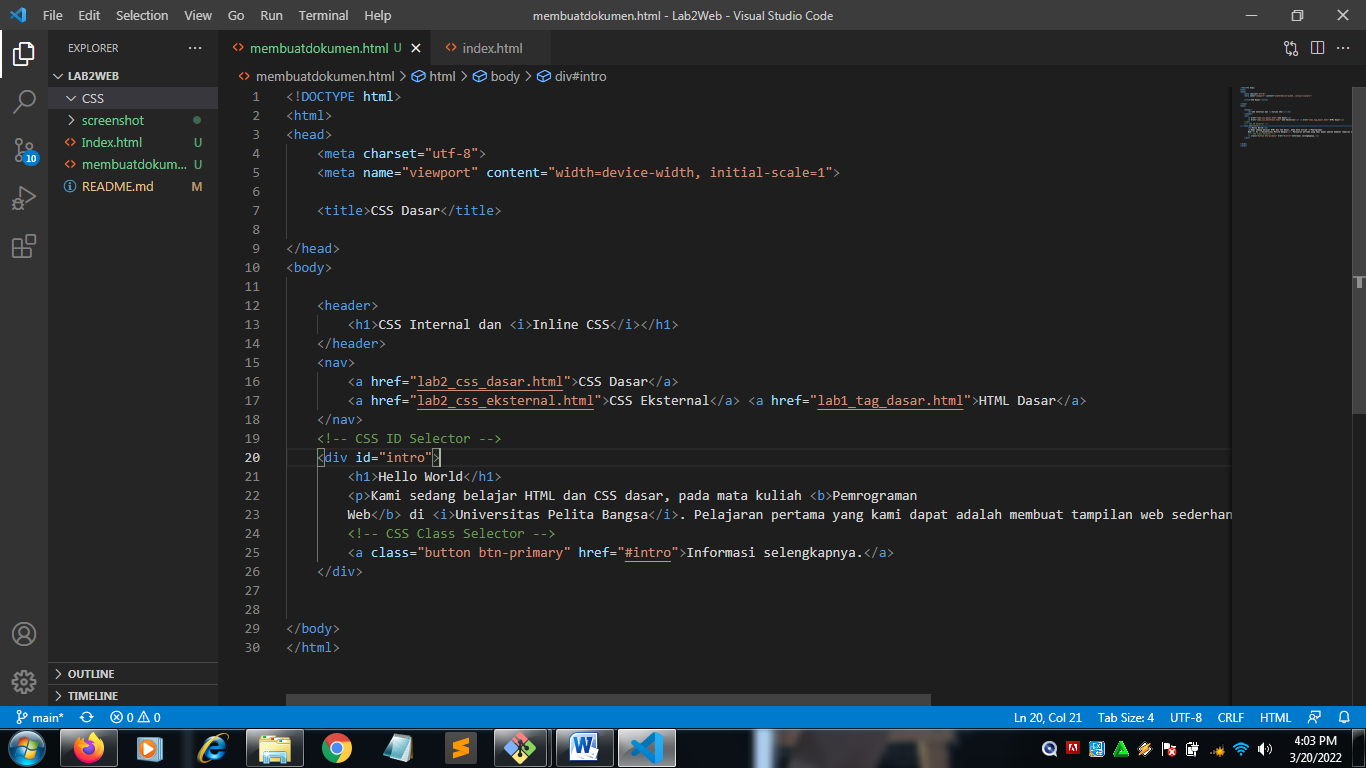 File Edit Selection View Go Run Terminal Help
membuatdokumen.html - Lab2Web - Visual Studio Code
EXPLORER
LAB2WEB
CSS
screenshot
Index.html U
membuatdokum... U
README.md M
OUTLINE
TIMELINE
10
membuatdokumen.html U
index.html
membuatdokumen.html > html > body > div#intro
1 <!DOCTYPE html>
2 <html>
3 <head>
4 <meta charset="utf-8">
5 <meta name="viewport" content="width=device-width, initial-scale=1">
6
7 <title>CSS Dasar</title>
8
9 </head>
10 <body>
11
12 <header>
13 <h1>CSS Internal dan <i>Inline CSS</i></h1>
14 </header>
15 <nav>
16 <a href="lab2_css_dasar.html">CSS Dasar</a>
17 <a href="lab2_css_eksternal.html">CSS Eksternal</a> <a href="lab1_tag_dasar.html">HTML Dasar</a>
18 </nav>
19 <!-- CSS ID Selector -->
20 <div id="intro">
21 <h1>Hello World</h1>
22 <p>Kami sedang belajar HTML dan CSS dasar, pada mata kuliah <b>Pemrograman
23 Web</b> di <i>Universitas Pelita Bangsa</i>. Pelajaran pertama yang kami dapat adalah membuat tampilan web sederhan
24 <!-- CSS Class Selector -->
25 <a class="button btn-primary" href="#intro">Informasi selengkapnya.</a>
26 </div>
27
28
29 </body>
30 </html>
main* 0 0 Ln 20, Col 21 Tab Size: 4 UTF-8 CRLF HTML
4:03 PM
3/20/2022